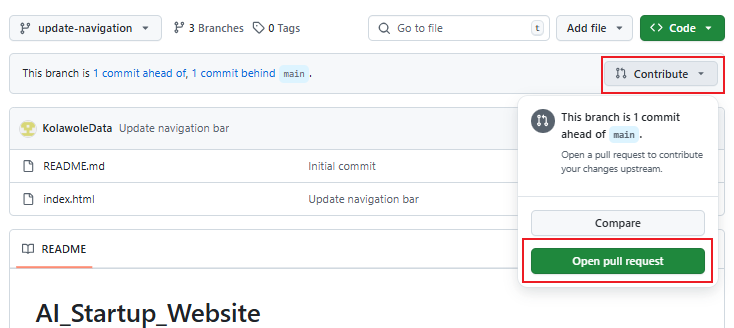 update-navigation 3 Branches 0 Tags Go to file t Add file Code
This branch is 1 commit ahead of, 1 commit behind main . Contribute
This branch is 1 commit
ahead of main .
Open a pull request to contribute
your changes upstream.
Compare
Open pull request
KolawoleData Update navigation bar
README.md Initial commit
index.html Update navigation bar
README
AI_Startup_Website